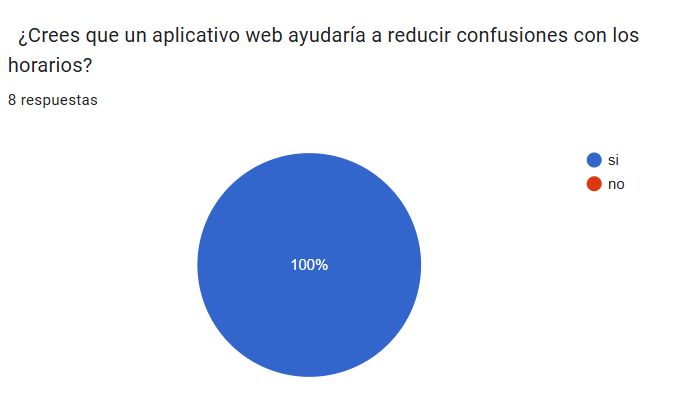 ¿Crees que un aplicativo web ayudaría a reducir confusiones con los
horarios?
8 respuestas
si
no
100%